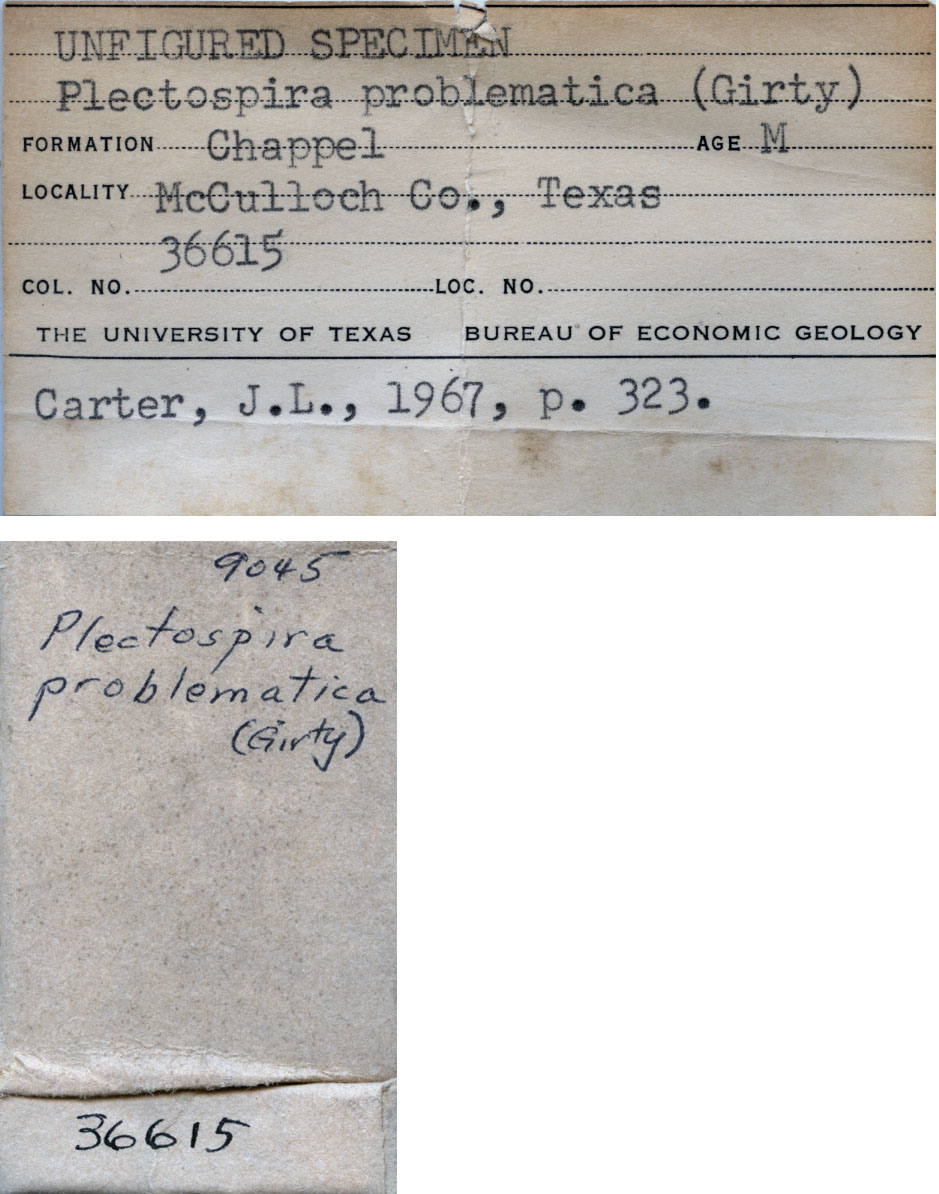 UNFIGURED SPECIMEN
Plectospira problematica (Girty)
FORMATION Chappel AGE M
LOCALITY McCulloch Co., Texas
36615
COL. NO. LOC. NO.
THE UNIVERSITY OF TEXAS BUREAU OF ECONOMIC GEOLOGY
Carter, J.L., 1967, p. 323.
9045
Plectospira
problematica
(Girty)
36615